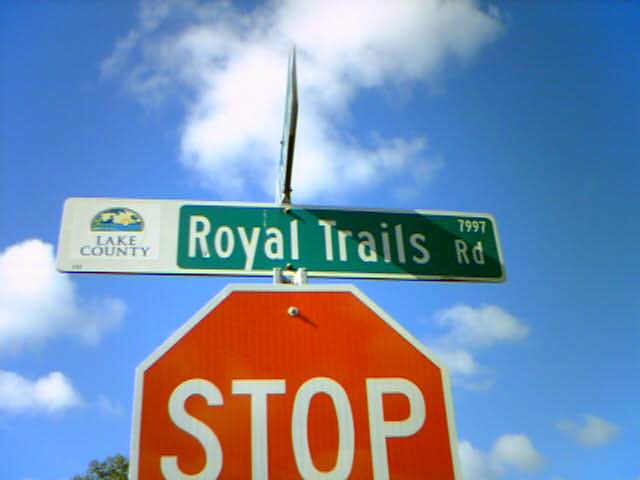 LAKE
COUNTY
Royal Trails Rd
7997
STOP